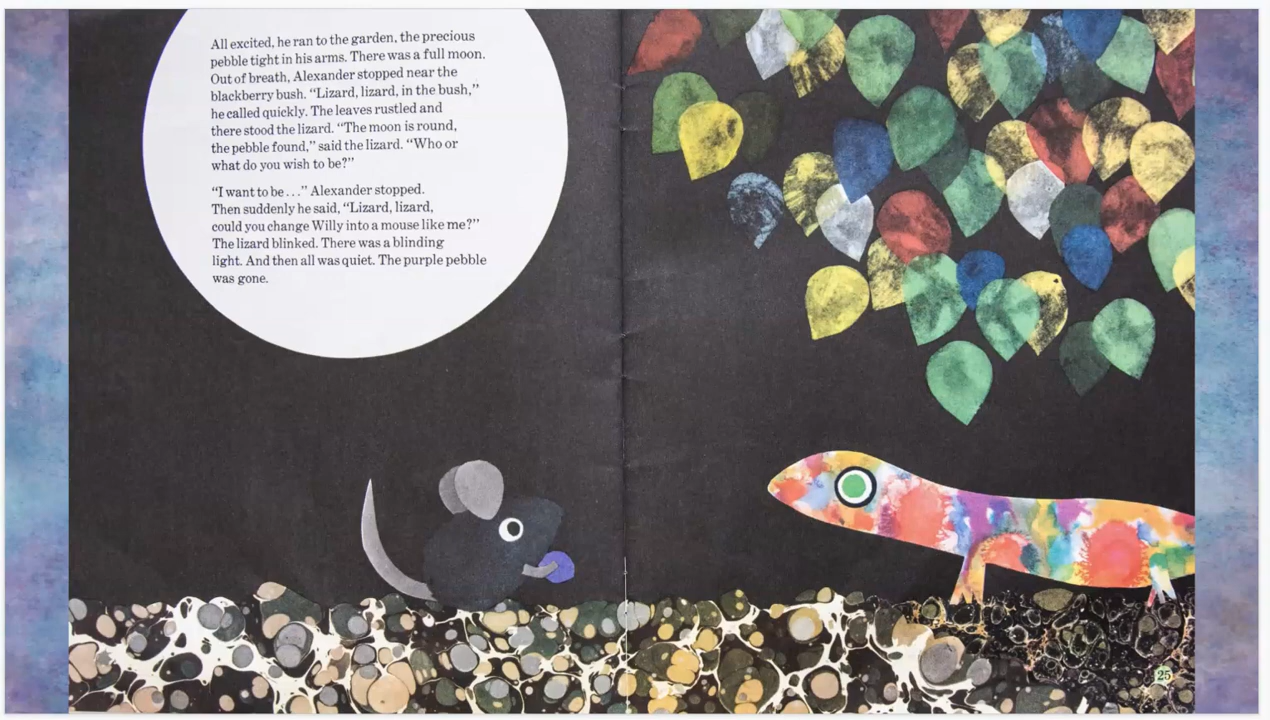 All excited, he ran to the garden, the precious
pebble tight in his arms. There was a full moon.
Out of breath, Alexander stopped near the
blackberry bush. “Lizard, lizard, in the bush,”
he called quickly. The leaves rustled and
there stood the lizard. “The moon is round,
the pebble found,” said the lizard. “Who or
what do you wish to be?”
“I want to be . . .” Alexander stopped.
Then suddenly he said, “Lizard, lizard,
could you change Willy into a mouse like me?”
The lizard blinked. There was a blinding
light. And then all was quiet. The purple pebble
was gone.
25